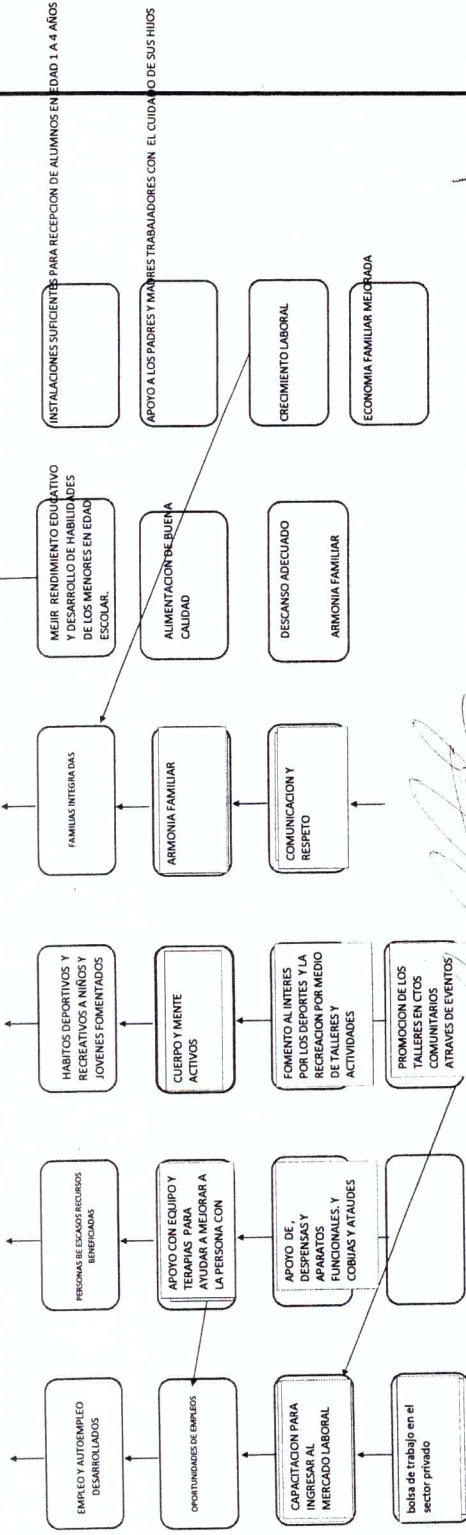 EMPLEO Y AUTOEMPLEO
DESARROLLADOS
OPORTUNIDADES DE EMPLEOS
CAPACITACION PARA
INGRESAR AL
MERCADO LABORAL
bolsa de trabajo en el
sector privado
PERSONAS BE ESCASOS RECURSOS
BENEFICIADAS
APOYO CON EQUIPO Y
TERAPIAS PARA
AYUDAR A MEJORAR A
LA PERSONA CON
APOYO DE ,
DESPENSAS Y
APARATOS
FUNCIONALES. Y
COBIJAS Y ATAUDES
HABITOS DEPORTIVOS Y
RECREATIVOS A NIÑOS Y
JOVENES FOMENTADOS
CUERPO Y MENTE
ACTIVOS
FOMENTO AL INTERES
POR LOS DEPORTES Y LA
RECREACION POR MEDIO
DE TALLERES Y
ACTIVIDADES
PROMOCION DE LOS
TALLERES EN CTOS
COMUNITARIOS
ATRAVES DE EVENTOS
FAMILIAS INTEGRA DAS
ARMONIA FAMILIAR
COMUNICACION Y
RESPETO
MEJIR RENDIMIENTO EDUCATIVO
Y DESARROLLO DE HABILIDADES
DE LOS MENORES EN EDAD
ESCOLAR.
ALIMENTACION DE BUENA
CALIDAD
DESCANSO ADECUADO
ARMONIA FAMILIAR
INSTALACIONES SUFICIENTES PARA RECEPCION DE ALUMNOS EN EDAD 1 A 4 AÑOS
APOYO A LOS PADRES Y MADRES TRABAJADORES CON EL CUIDADO DE SUS HIJOS
CRECIMIENTO LABORAL
ECONOMIA FAMILIAR MEJORADA